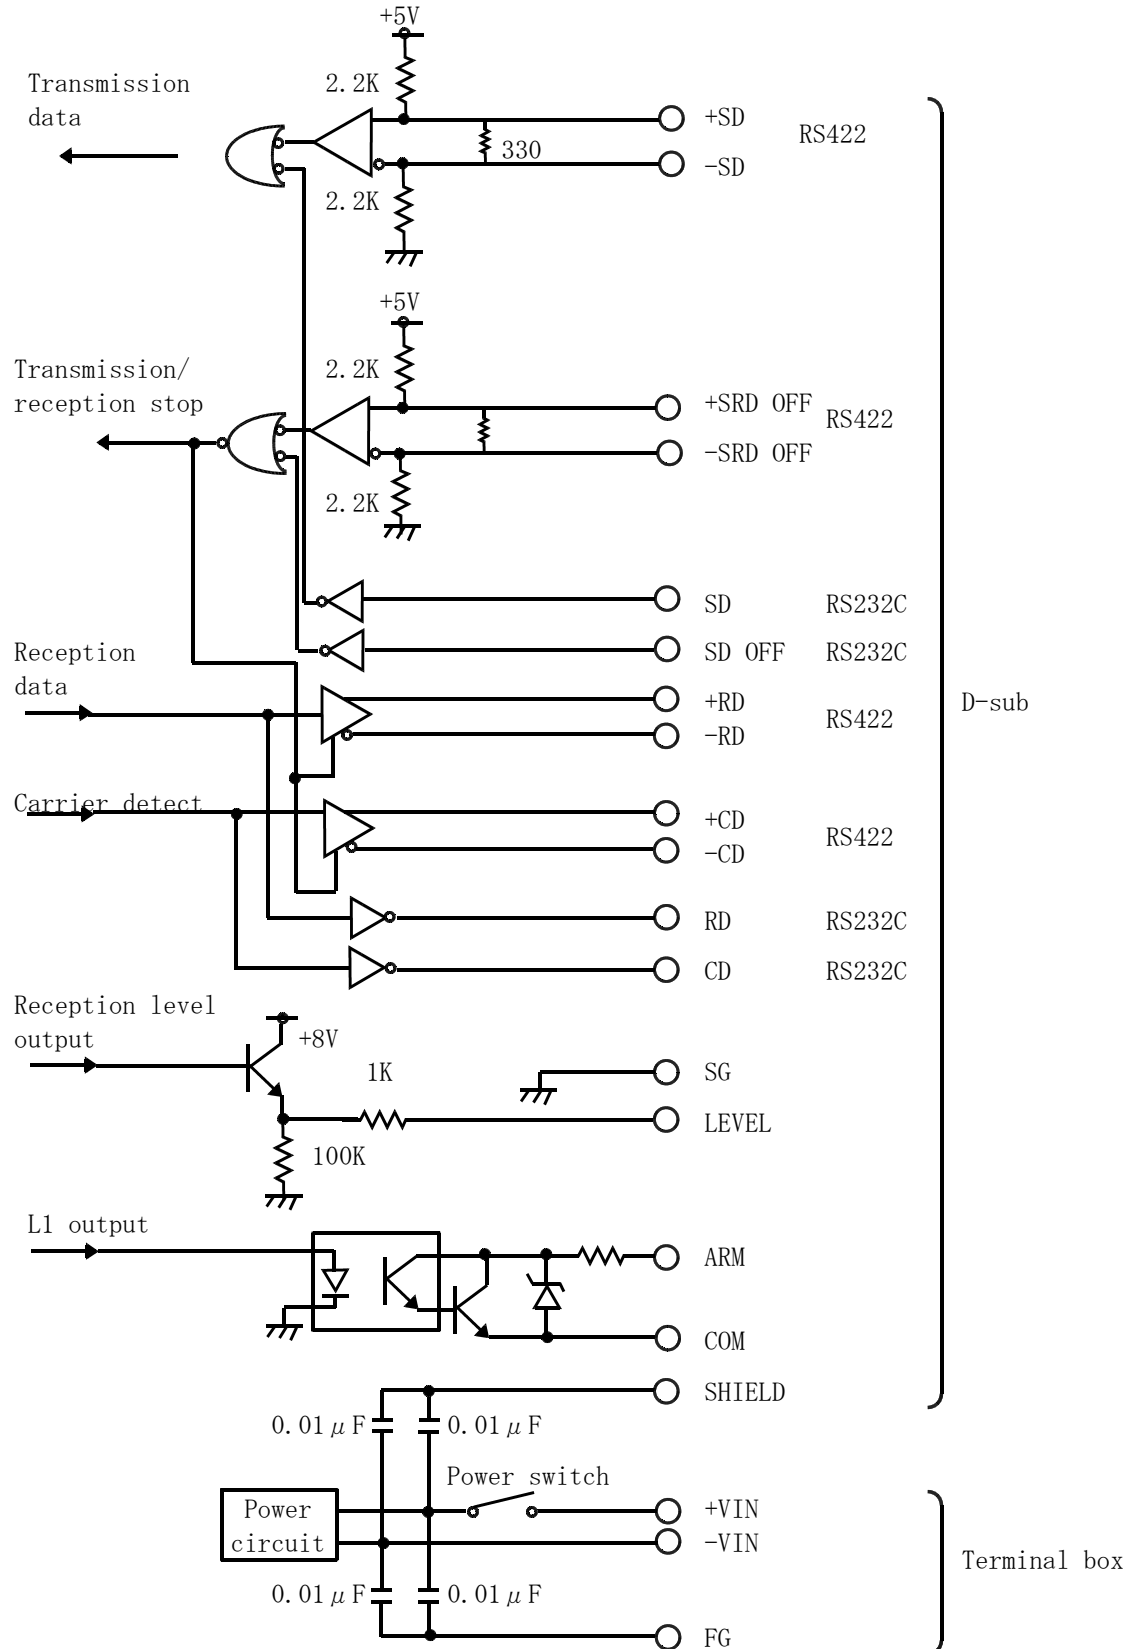 +5V
2.2K
Transmission
data
+SD
RS422
330
-SD
2.2K
+5V
2.2K
Transmission/
reception stop
+SRD OFF
RS422
-SRD OFF
2.2K
SD RS232C
SD OFF RS232C
Reception
data
+RD
RS422
-RD
D-sub
Carrier detect
+CD
RS422
-CD
RD RS232C
CD RS232C
Reception level
output
+8V
1K
SG
LEVEL
100K
L1 output
ARM
COM
SHIELD
0.01μF 0.01μF
Power switch
Power
circuit
+VIN
-VIN
Terminal box
0.01μF 0.01μF
FG